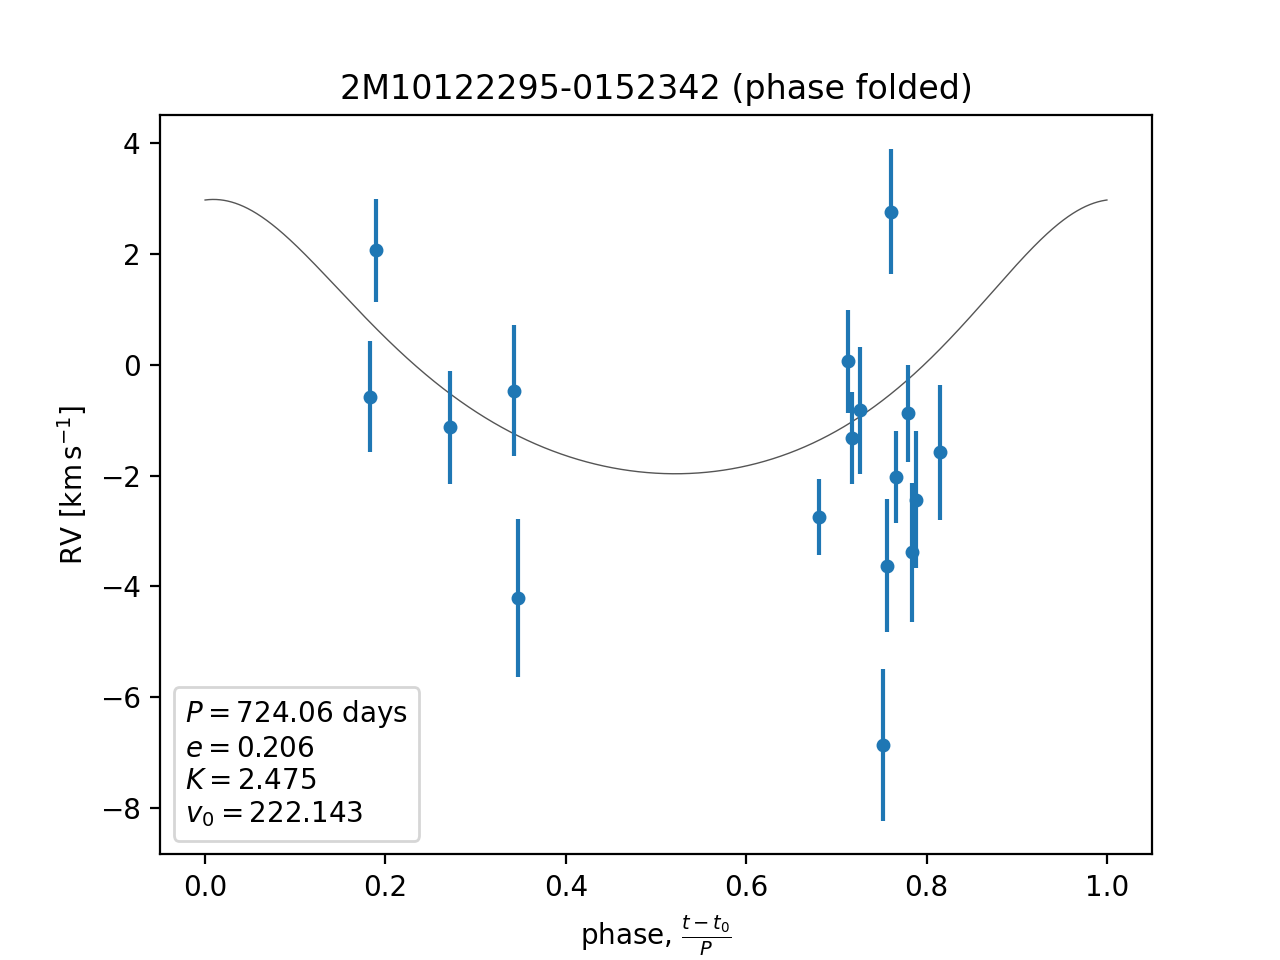 2M10122295-0152342 (phase folded)
4
2
0
−2
−4
−6
−8
RV [km s⁻¹]
P = 724.06 days
e = 0.206
K = 2.475
v₀ = 222.143
0.0 0.2 0.4 0.6 0.8 1.0
phase, (t − t₀)/P